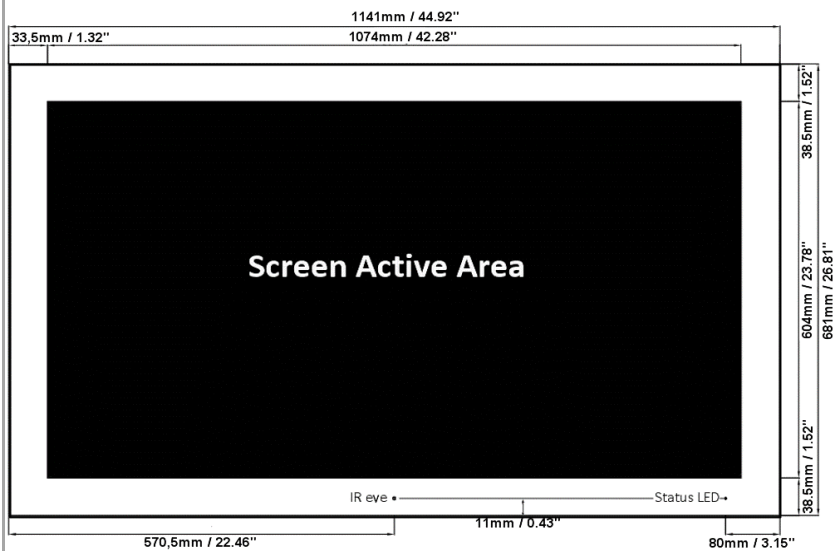 1141mm / 44.92''
33,5mm / 1.32''
1074mm / 42.28''
38.5mm / 1.52''
Screen Active Area
604mm / 23.78''
681mm / 26.81''
38.5mm / 1.52''
IR eye
Status LED
11mm / 0.43''
570,5mm / 22.46''
80mm / 3.15''